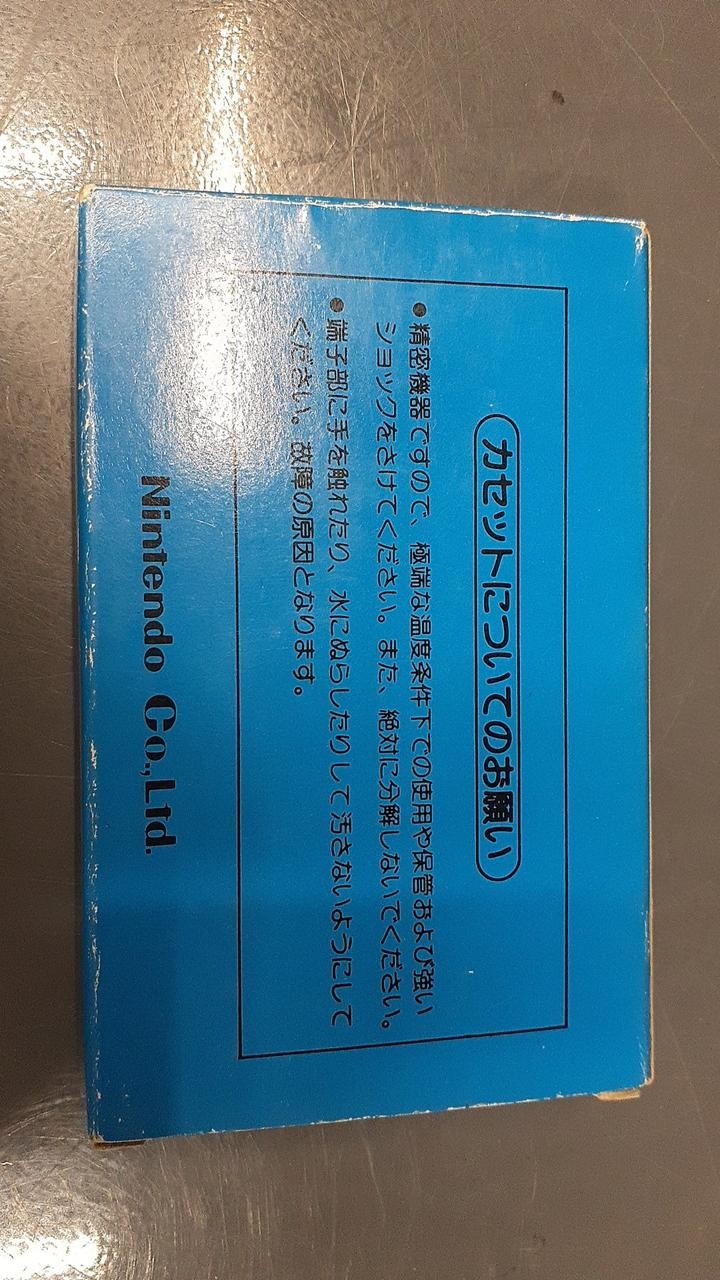 カセットについてのお願い
●精密機器ですので、極端な温度条件下での使用や保管および強い
ショックをさけてください。また、絶対に分解しないでください。
●端子部に手を触れたり、水にぬらしたりして汚さないようにして
ください。故障の原因となります。
Nintendo Co.,Ltd.